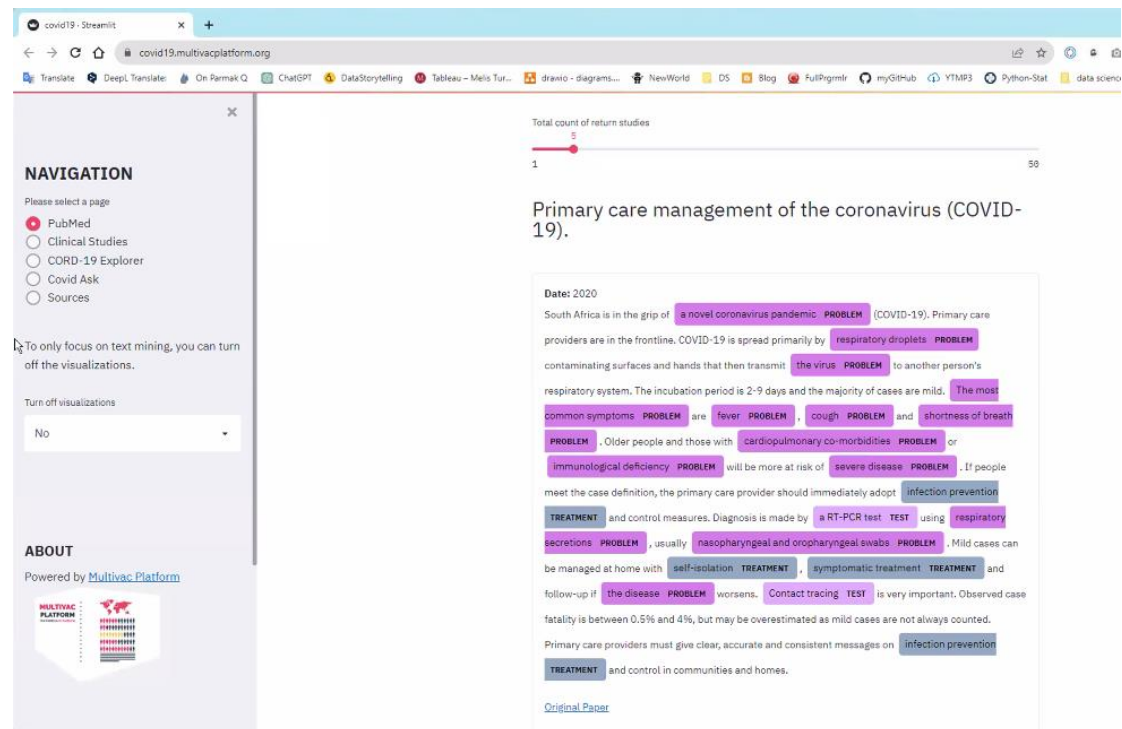 covid19 · Streamlit
covid19.multivacplatform.org
Translate DeepL Translate: On Parmak Q ChatGPT DataStorytelling Tableau – Melis Tur... drawio - diagrams.... NewWorld DS Blog FullPrgrmlr myGitHub YTMP3 Python-Stat data science
NAVIGATION
Please select a page
PubMed
Clinical Studies
CORD-19 Explorer
Covid Ask
Sources
To only focus on text mining, you can turn
off the visualizations.
Turn off visualizations
No
ABOUT
Powered by Multivac Platform
MULTIVAC
PLATFORM
Total count of return studies
5
1 50
Primary care management of the coronavirus (COVID-
19).
Date: 2020
South Africa is in the grip of a novel coronavirus pandemic PROBLEM (COVID-19). Primary care
providers are in the frontline. COVID-19 is spread primarily by respiratory droplets PROBLEM
contaminating surfaces and hands that then transmit the virus PROBLEM to another person's
respiratory system. The incubation period is 2-9 days and the majority of cases are mild. The most
common symptoms PROBLEM are fever PROBLEM , cough PROBLEM and shortness of breath
PROBLEM . Older people and those with cardiopulmonary co-morbidities PROBLEM or
immunological deficiency PROBLEM will be more at risk of severe disease PROBLEM . If people
meet the case definition, the primary care provider should immediately adopt infection prevention
TREATMENT and control measures. Diagnosis is made by a RT-PCR test TEST using respiratory
secretions PROBLEM , usually nasopharyngeal and oropharyngeal swabs PROBLEM . Mild cases can
be managed at home with self-isolation TREATMENT , symptomatic treatment TREATMENT and
follow-up if the disease PROBLEM worsens. Contact tracing TEST is very important. Observed case
fatality is between 0.5% and 4%, but may be overestimated as mild cases are not always counted.
Primary care providers must give clear, accurate and consistent messages on infection prevention
TREATMENT and control in communities and homes.
Original Paper